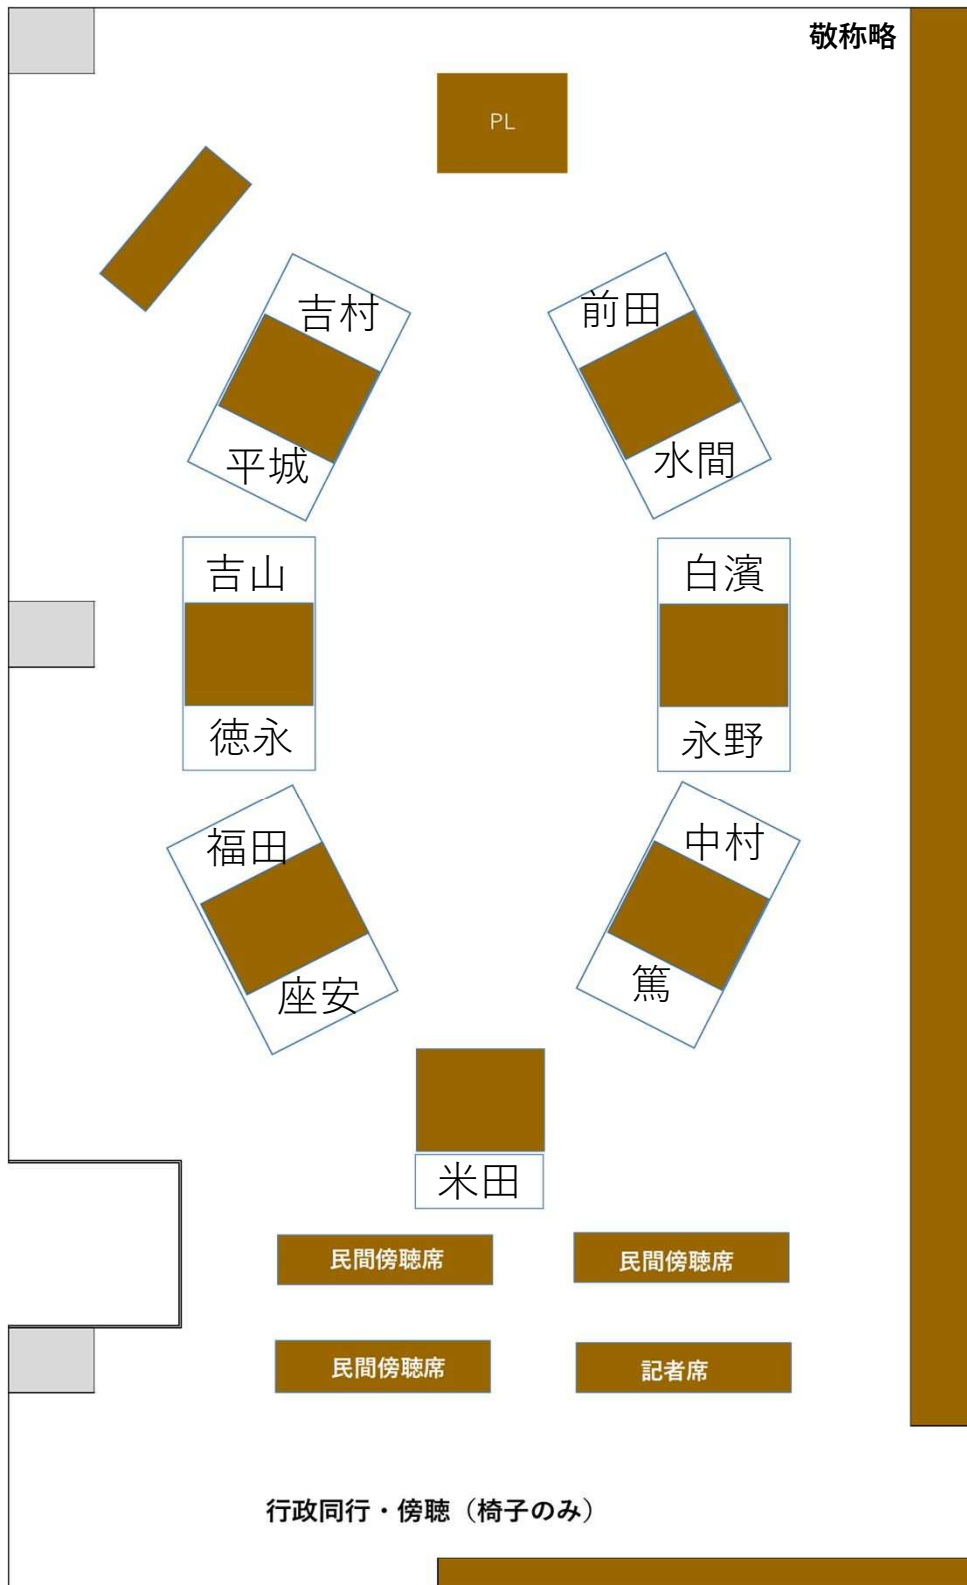 敬称略
PL
吉村
前田
平城
水間
吉山
白濱
徳永
永野
福田
中村
座安
篤
米田
民間傍聴席
民間傍聴席
民間傍聴席
記者席
行政同行・傍聴（椅子のみ）